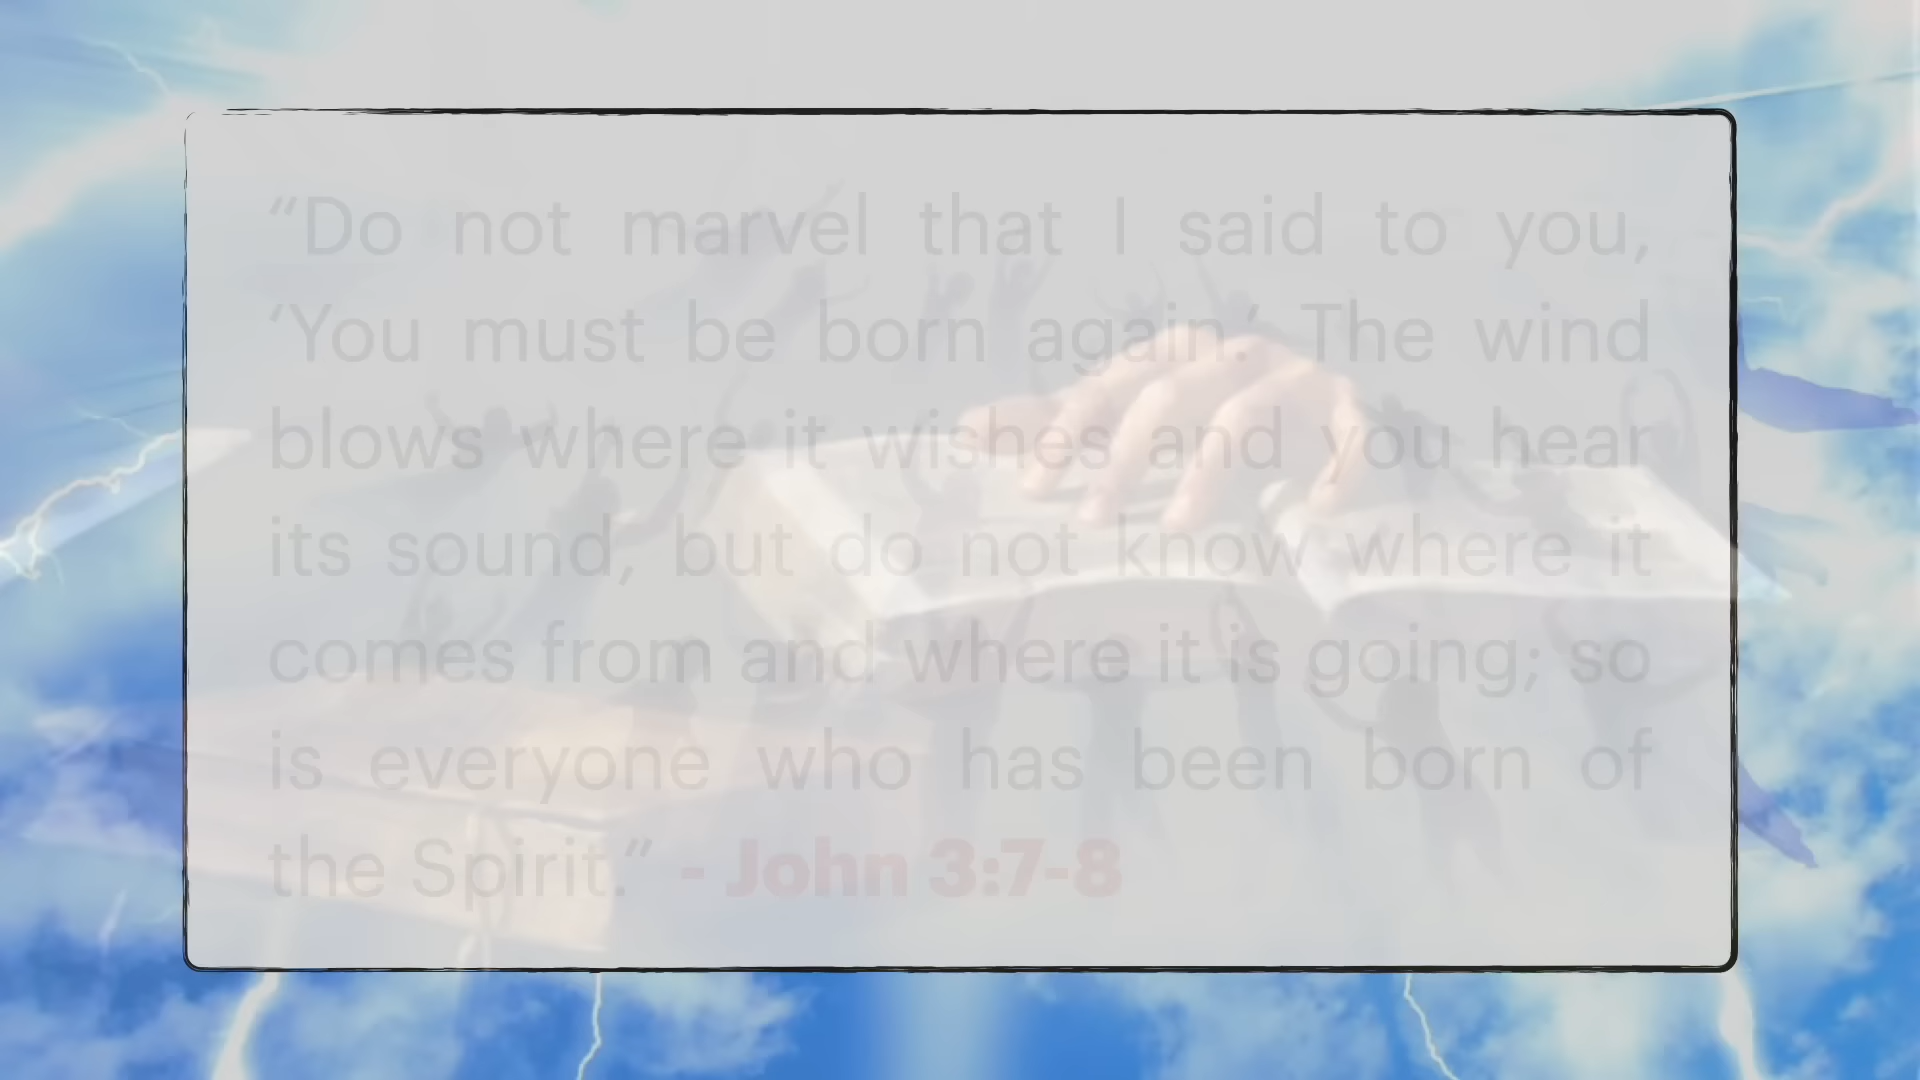 “Do not marvel that I said to you,
‘You must be born again.’ The wind
blows where it wishes and you hear
its sound, but do not know where it
comes from and where it is going; so
is everyone who has been born of
the Spirit.” - John 3:7-8